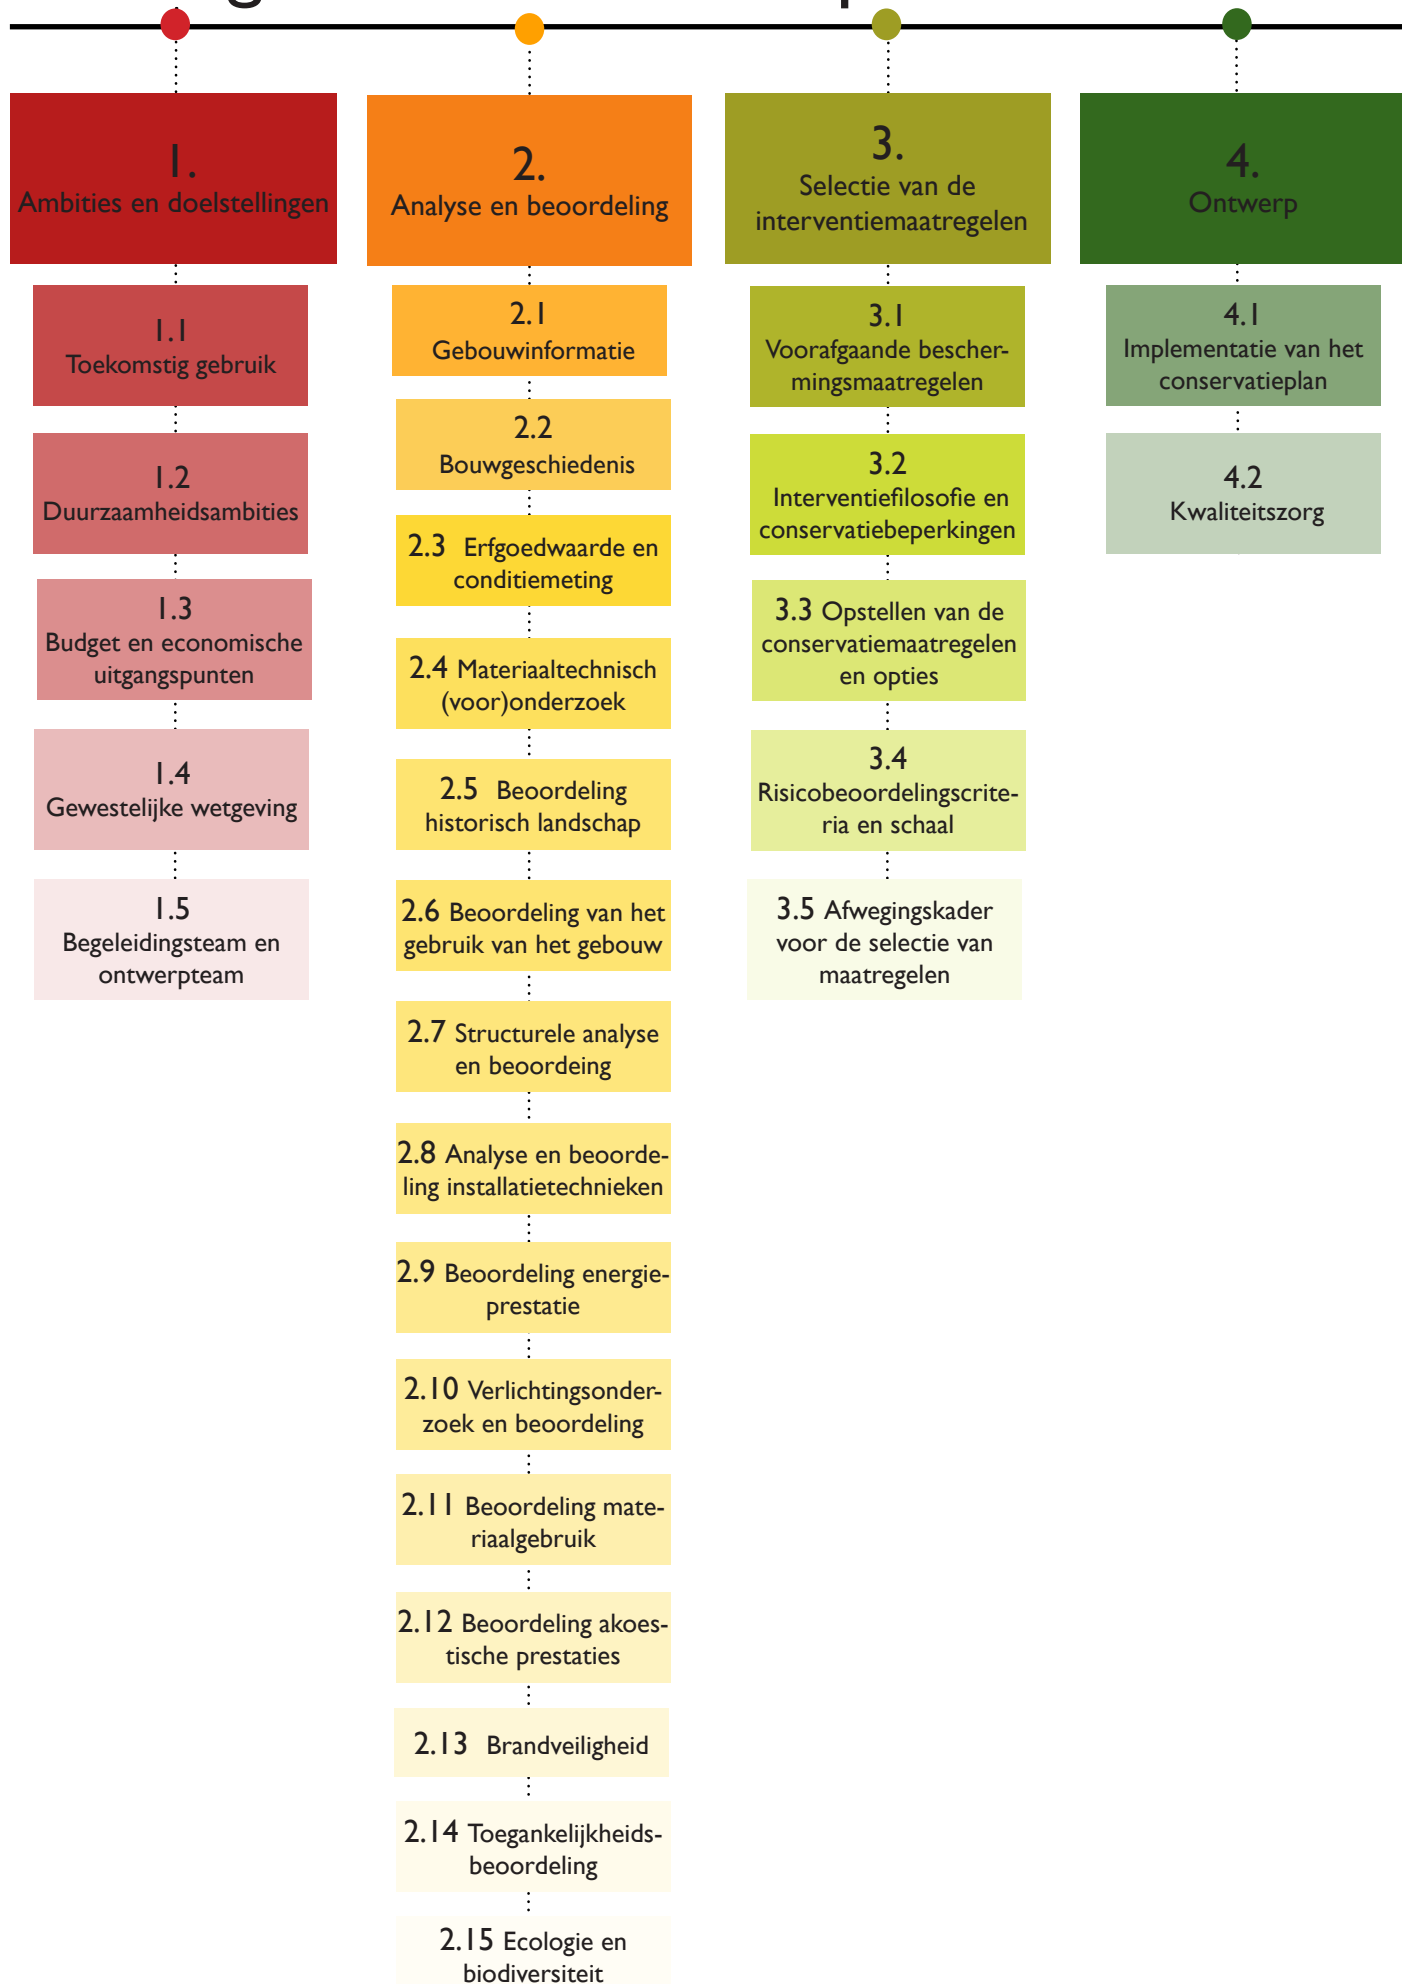 1.
Ambities en doelstellingen
1.1
Toekomstig gebruik
1.2
Duurzaamheidsambities
1.3
Budget en economische
uitgangspunten
1.4
Gewestelijke wetgeving
1.5
Begeleidingsteam en
ontwerpteam
2.
Analyse en beoordeling
2.1
Gebouwinformatie
2.2
Bouwgeschiedenis
2.3 Erfgoedwaarde en
conditiemeting
2.4 Materiaaltechnisch
(voor)onderzoek
2.5 Beoordeling
historisch landschap
2.6 Beoordeling van het
gebruik van het gebouw
2.7 Structurele analyse
en beoordeing
2.8 Analyse en beoorde-
ling installatietechnieken
2.9 Beoordeling energie-
prestatie
2.10 Verlichtingsonder-
zoek en beoordeling
2.11 Beoordeling mate-
riaalgebruik
2.12 Beoordeling akoes-
tische prestaties
2.13 Brandveiligheid
2.14 Toegankelijkheids-
beoordeling
2.15 Ecologie en
biodiversiteit
3.
Selectie van de
interventiemaatregelen
3.1
Voorafgaande bescher-
mingsmaatregelen
3.2
Interventiefilosofie en
conservatiebeperkingen
3.3 Opstellen van de
conservatiemaatregelen
en opties
3.4
Risicobeoordelingscrite-
ria en schaal
3.5 Afwegingskader
voor de selectie van
maatregelen
4.
Ontwerp
4.1
Implementatie van het
conservatieplan
4.2
Kwaliteitszorg